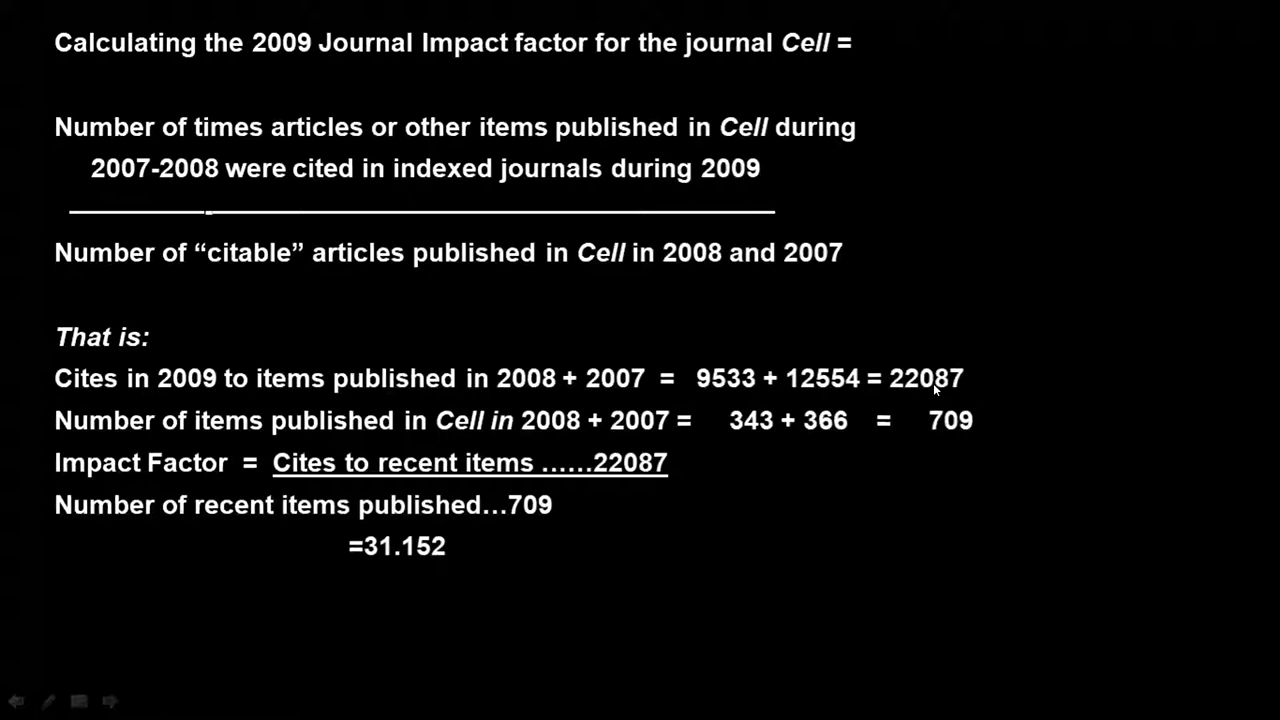 Calculating the 2009 Journal Impact factor for the journal Cell =
Number of times articles or other items published in Cell during
2007-2008 were cited in indexed journals during 2009
Number of “citable” articles published in Cell in 2008 and 2007
That is:
Cites in 2009 to items published in 2008 + 2007 = 9533 + 12554 = 22087
Number of items published in Cell in 2008 + 2007 = 343 + 366 = 709
Impact Factor = Cites to recent items ……22087
Number of recent items published…709
=31.152